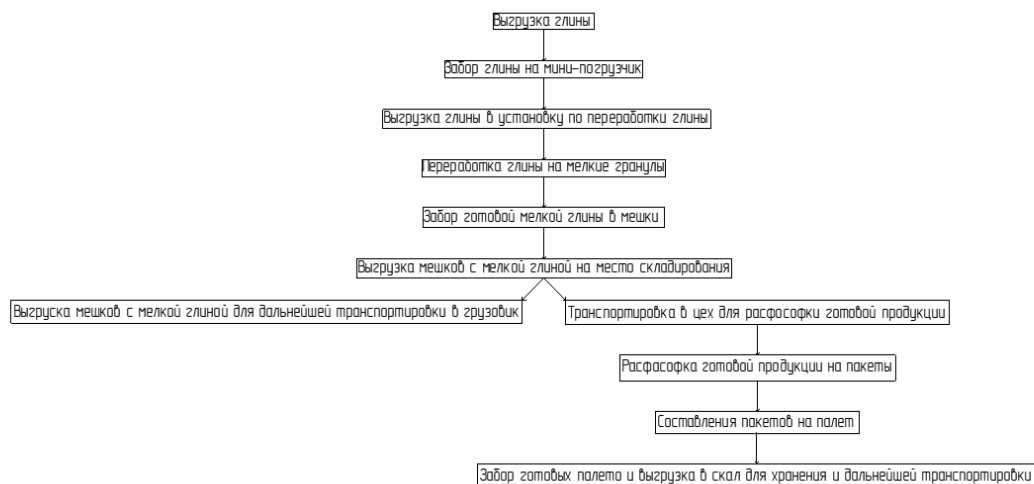 Выгрузка глины
Забор глины на мини-погрузчик
Выгрузка глины в установку по переработки глины
Переработка глины на мелкие гранулы
Забор готовой мелкой глины в мешки
Выгрузка мешков с мелкой глиной на место складирования
Выгруска мешков с мелкой глиной для дальнейшей транспортировки в грузовик
Транспортировка в цех для расфософки готовой продукции
Расфасофка готовой продукции на пакеты
Составления пакетов на палет
Забор готовых палето и выгрузка в скал для хранения и дальнейшей транспортировки